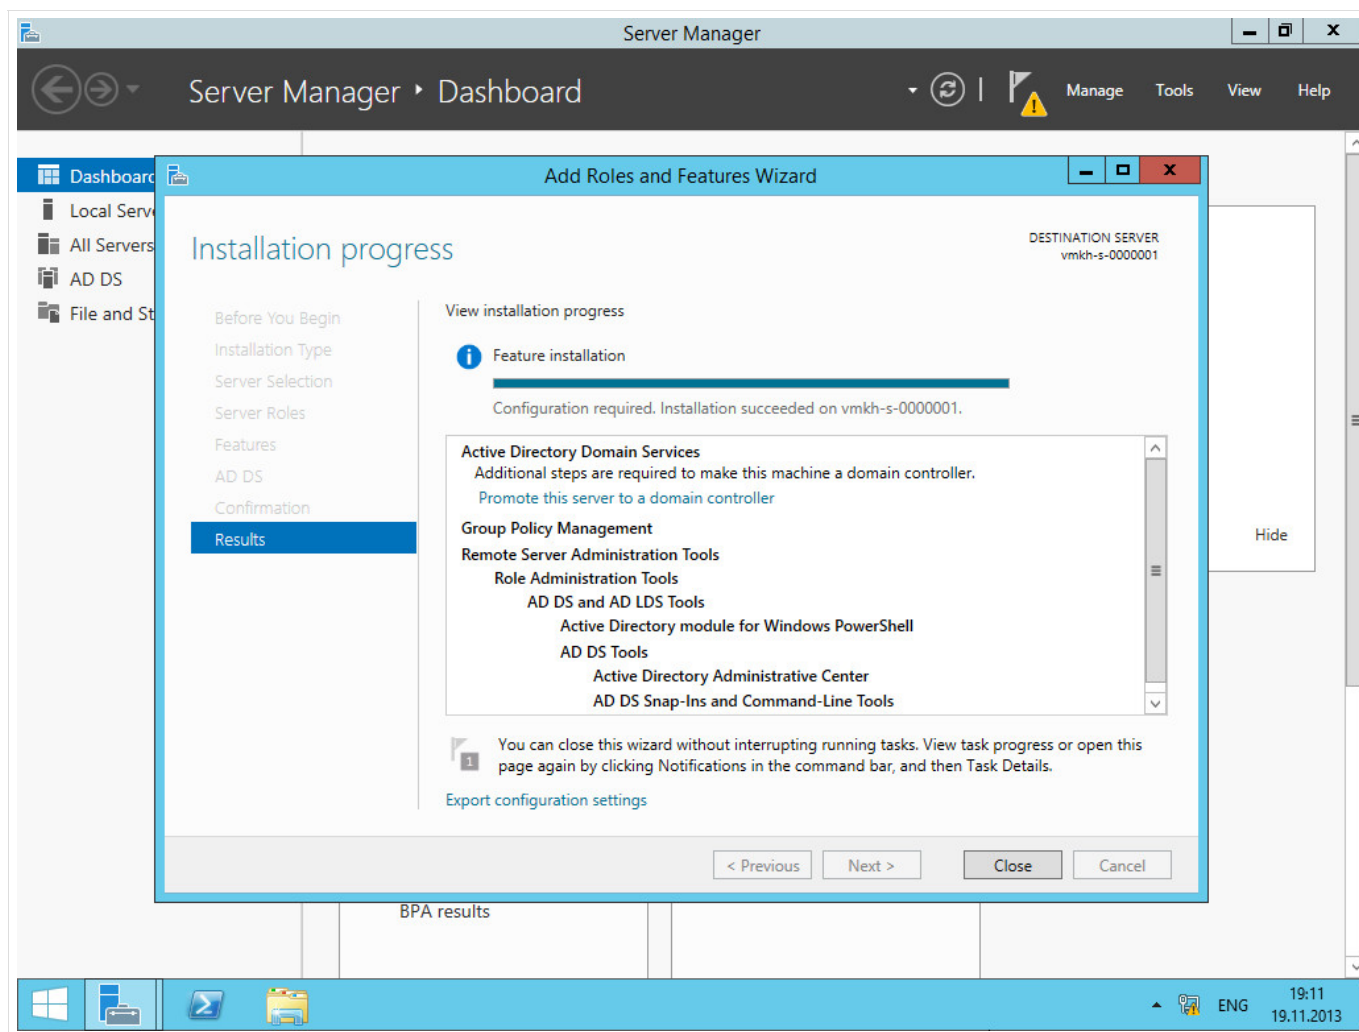 Server Manager
Server Manager ‣ Dashboard
Manage Tools View Help
Dashboard
Local Serve
All Servers
AD DS
File and St
Add Roles and Features Wizard
Installation progress
DESTINATION SERVER
vmkh-s-0000001
Before You Begin
Installation Type
Server Selection
Server Roles
Features
AD DS
Confirmation
Results
View installation progress
Feature installation
Configuration required. Installation succeeded on vmkh-s-0000001.
Active Directory Domain Services
Additional steps are required to make this machine a domain controller.
Promote this server to a domain controller
Group Policy Management
Remote Server Administration Tools
Role Administration Tools
AD DS and AD LDS Tools
Active Directory module for Windows PowerShell
AD DS Tools
Active Directory Administrative Center
AD DS Snap-Ins and Command-Line Tools
1
You can close this wizard without interrupting running tasks. View task progress or open this
page again by clicking Notifications in the command bar, and then Task Details.
Export configuration settings
< Previous Next > Close Cancel
Hide
BPA results
ENG
19:11
19.11.2013